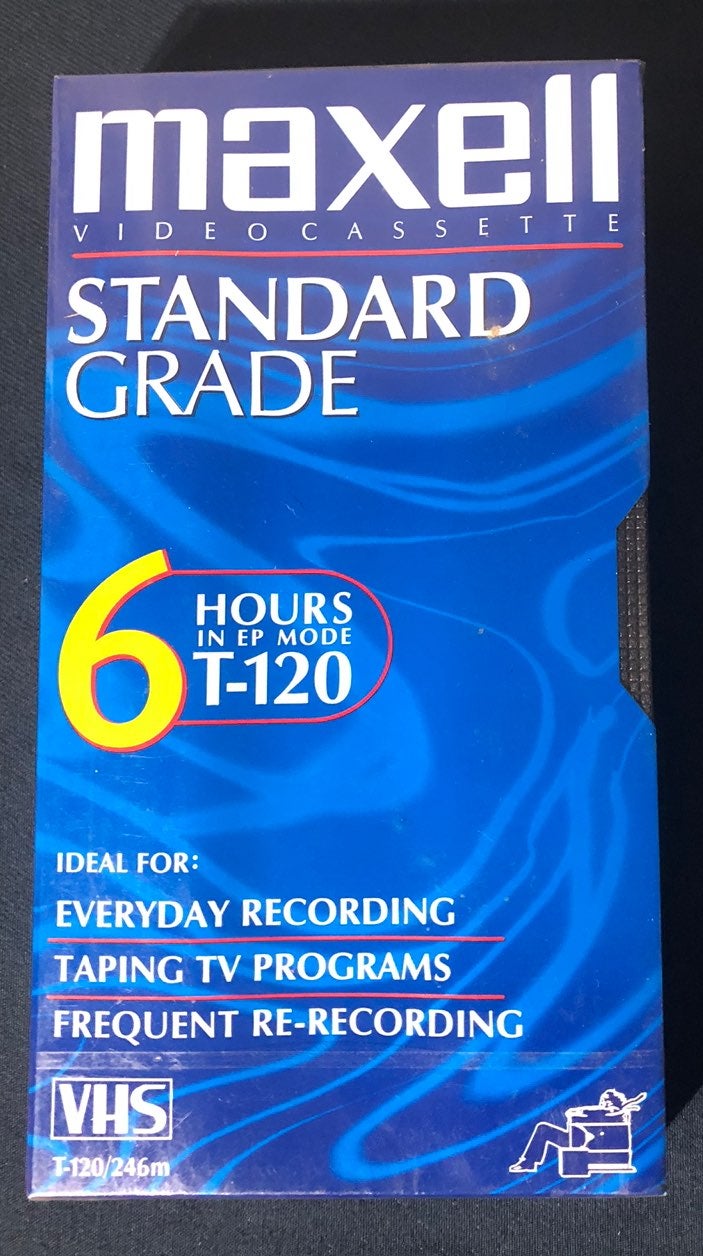 maxell
VIDEOCASSETTE
STANDARD
GRADE
6 HOURS
IN EP MODE
T-120
IDEAL FOR:
EVERYDAY RECORDING
TAPING TV PROGRAMS
FREQUENT RE-RECORDING
VHS
T-120/246m